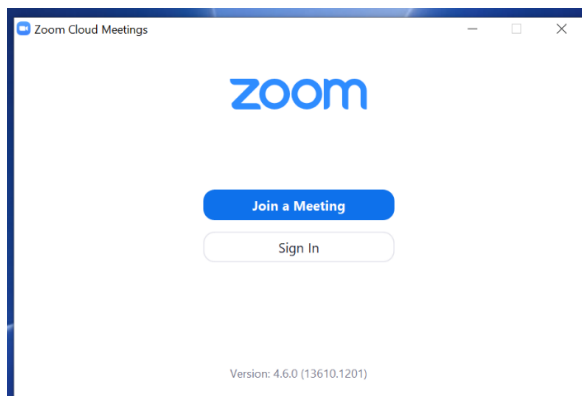 Zoom Cloud Meetings
zoom
Join a Meeting
Sign In
Version: 4.6.0 (13610.1201)